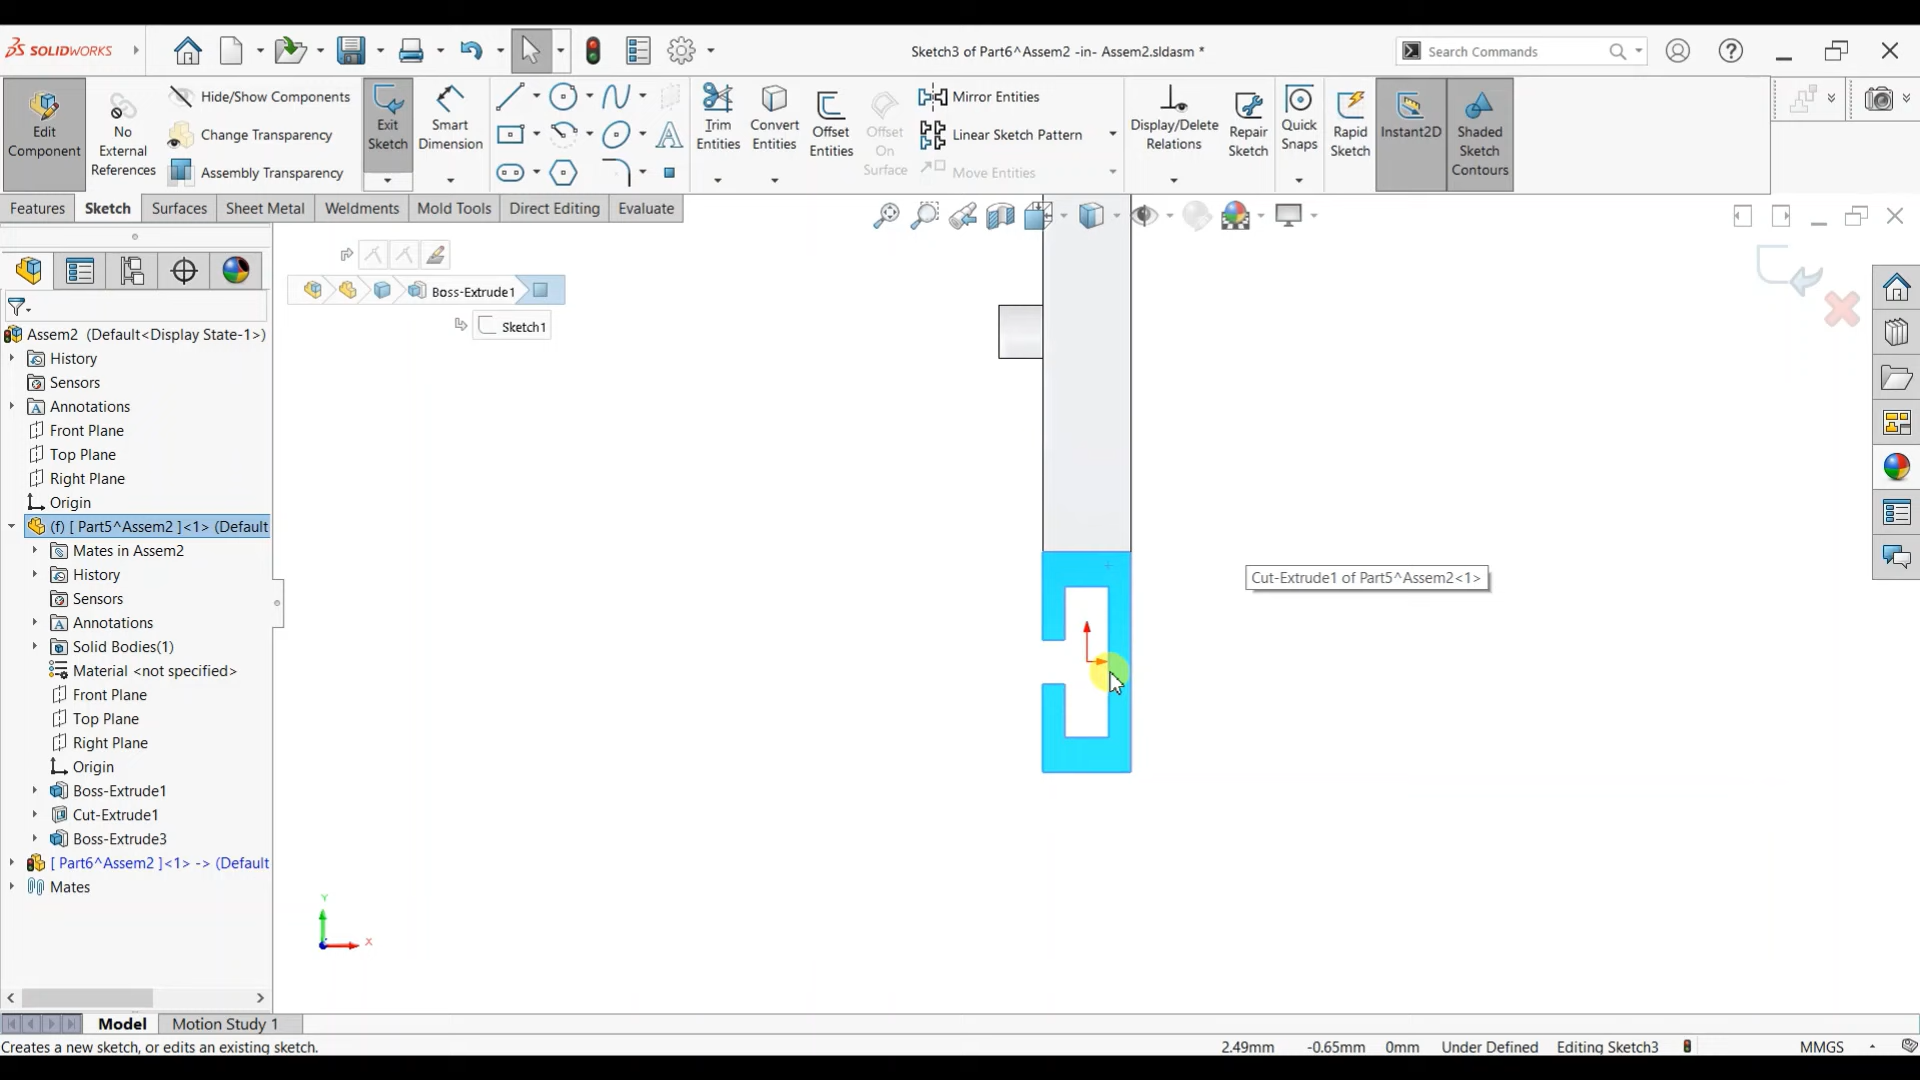 SOLIDWORKS
Sketch3 of Part6^Assem2 -in- Assem2.sldasm *
Search Commands
Edit
Component
No
External
References
Hide/Show Components
Change Transparency
Assembly Transparency
Exit
Sketch
Smart
Dimension
Trim
Entities
Convert
Entities
Offset
Entities
Offset
On
Surface
Mirror Entities
Linear Sketch Pattern
Move Entities
Display/Delete
Relations
Repair
Sketch
Quick
Snaps
Rapid
Sketch
Instant2D
Shaded
Sketch
Contours
Features
Sketch
Surfaces
Sheet Metal
Weldments
Mold Tools
Direct Editing
Evaluate
Boss-Extrude1
Sketch1
Assem2 (Default<Display State-1>)
History
Sensors
Annotations
Front Plane
Top Plane
Right Plane
Origin
(f) [ Part5^Assem2 ]<1> (Default
Mates in Assem2
History
Sensors
Annotations
Solid Bodies(1)
Material <not specified>
Front Plane
Top Plane
Right Plane
Origin
Boss-Extrude1
Cut-Extrude1
Boss-Extrude3
[ Part6^Assem2 ]<1> -> (Default
Mates
Cut-Extrude1 of Part5^Assem2<1>
Y
X
Model
Motion Study 1
Creates a new sketch, or edits an existing sketch.
2.49mm
-0.65mm
0mm
Under Defined
Editing Sketch3
MMGS